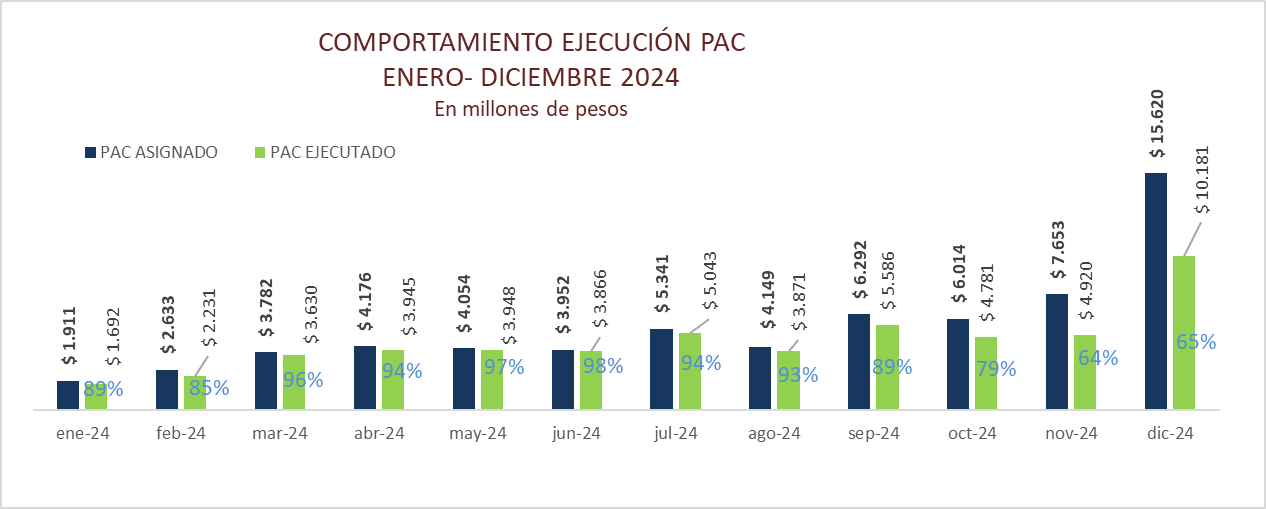 COMPORTAMIENTO EJECUCIÓN PAC
ENERO- DICIEMBRE 2024
En millones de pesos
PAC ASIGNADO
PAC EJECUTADO
$ 1.911
$ 1.692
89%
$ 2.633
$ 2.231
85%
$ 3.782
$ 3.630
96%
$ 4.176
$ 3.945
94%
$ 4.054
$ 3.948
97%
$ 3.952
$ 3.866
98%
$ 5.341
$ 5.043
94%
$ 4.149
$ 3.871
93%
$ 6.292
$ 5.586
89%
$ 6.014
$ 4.781
79%
$ 7.653
$ 4.920
64%
$ 15.620
$ 10.181
65%
ene-24
feb-24
mar-24
abr-24
may-24
jun-24
jul-24
ago-24
sep-24
oct-24
nov-24
dic-24